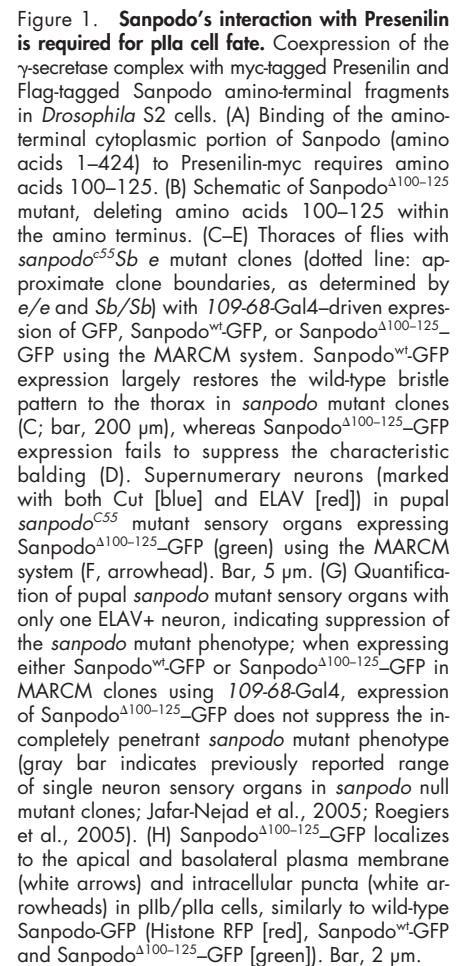 Figure 1. Sanpodo's interaction with Presenilin
is required for pIIa cell fate. Coexpression of the
γ-secretase complex with myc-tagged Presenilin and
Flag-tagged Sanpodo amino-terminal fragments
in Drosophila S2 cells. (A) Binding of the amino-
terminal cytoplasmic portion of Sanpodo (amino
acids 1–424) to Presenilin-myc requires amino
acids 100–125. (B) Schematic of Sanpodo^Δ100–125
mutant, deleting amino acids 100–125 within
the amino terminus. (C–E) Thoraces of flies with
sanpodo^c55 Sb e mutant clones (dotted line: ap-
proximate clone boundaries, as determined by
e/e and Sb/Sb) with 109-68-Gal4–driven expres-
sion of GFP, Sanpodo^wt-GFP, or Sanpodo^Δ100–125–
GFP using the MARCM system. Sanpodo^wt-GFP
expression largely restores the wild-type bristle
pattern to the thorax in sanpodo mutant clones
(C; bar, 200 µm), whereas Sanpodo^Δ100–125–GFP
expression fails to suppress the characteristic
balding (D). Supernumerary neurons (marked
with both Cut [blue] and ELAV [red]) in pupal
sanpodo^C55 mutant sensory organs expressing
Sanpodo^Δ100–125–GFP (green) using the MARCM
system (F, arrowhead). Bar, 5 µm. (G) Quantifica-
tion of pupal sanpodo mutant sensory organs with
only one ELAV+ neuron, indicating suppression of
the sanpodo mutant phenotype; when expressing
either Sanpodo^wt-GFP or Sanpodo^Δ100–125–GFP in
MARCM clones using 109-68-Gal4, expression
of Sanpodo^Δ100–125–GFP does not suppress the in-
completely penetrant sanpodo mutant phenotype
(gray bar indicates previously reported range
of single neuron sensory organs in sanpodo null
mutant clones; Jafar-Nejad et al., 2005; Roegiers
et al., 2005). (H) Sanpodo^Δ100–125–GFP localizes
to the apical and basolateral plasma membrane
(white arrows) and intracellular puncta (white ar-
rowheads) in pIIb/pIIa cells, similarly to wild-type
Sanpodo-GFP (Histone RFP [red], Sanpodo^wt-GFP
and Sanpodo^Δ100–125–GFP [green]). Bar, 2 µm.